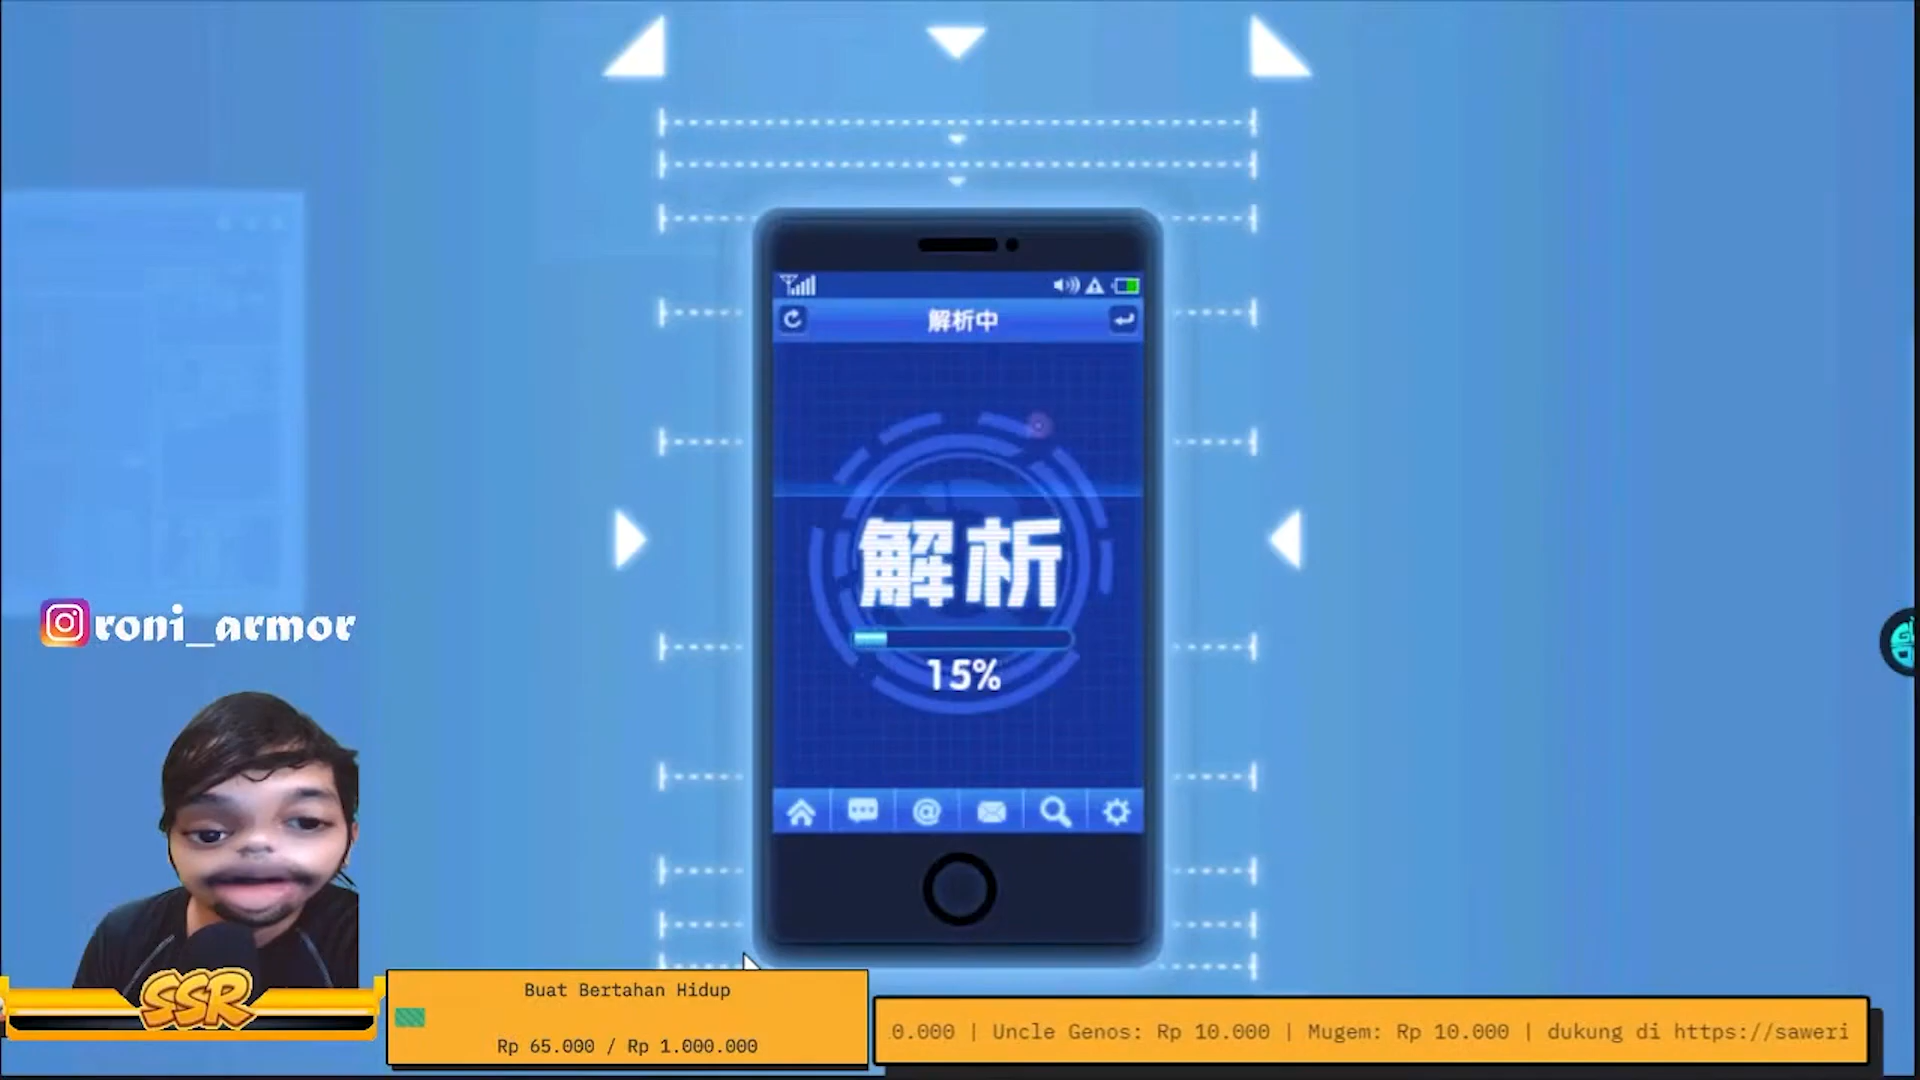 解析中
解析
15%
roni_armor
SSR
Buat Bertahan Hidup
Rp 65.000 / Rp 1.000.000
0.000 | Uncle Genos: Rp 10.000 | Mugem: Rp 10.000 | dukung di https://saweri